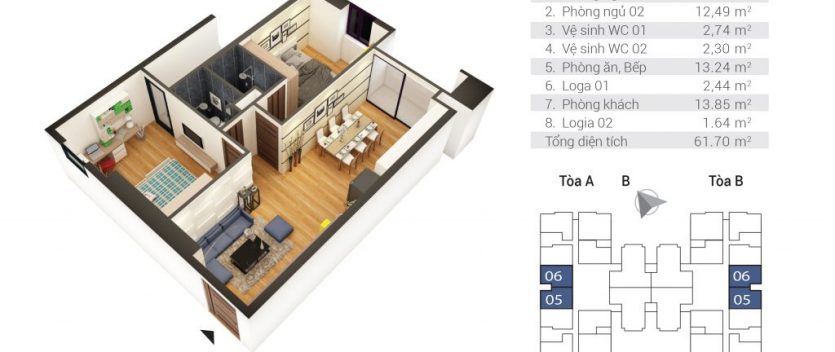 2. Phòng ngủ 02 12,49 m²
3. Vệ sinh WC 01 2,74 m²
4. Vệ sinh WC 02 2,30 m²
5. Phòng ăn, Bếp 13.24 m²
6. Loga 01 2,44 m²
7. Phòng khách 13.85 m²
8. Logia 02 1.64 m²
Tổng diện tích 61.70 m²
Tòa A B Tòa B
06 06
05 05